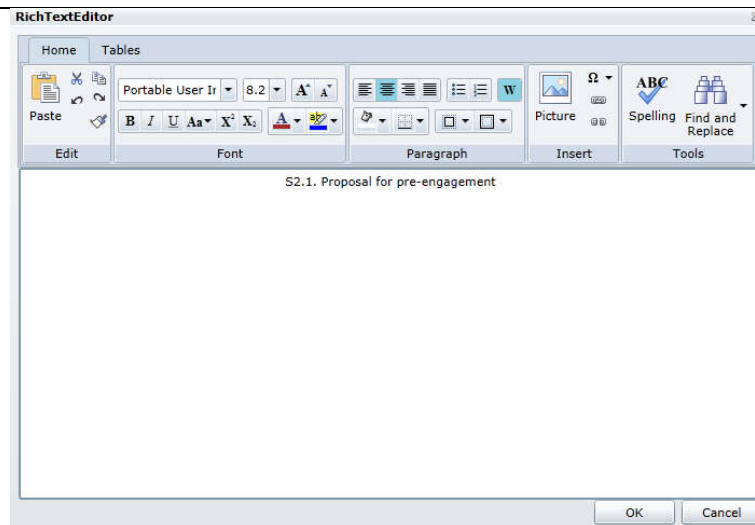 RichTextEditor
Home Tables
Portable User Ir 8.2 A A
Ω
ABC
Paste
B I U Aa X² X₂ A ab
W
Picture
Spelling Find and
Replace
Edit Font Paragraph Insert Tools
S2.1. Proposal for pre-engagement
OK Cancel